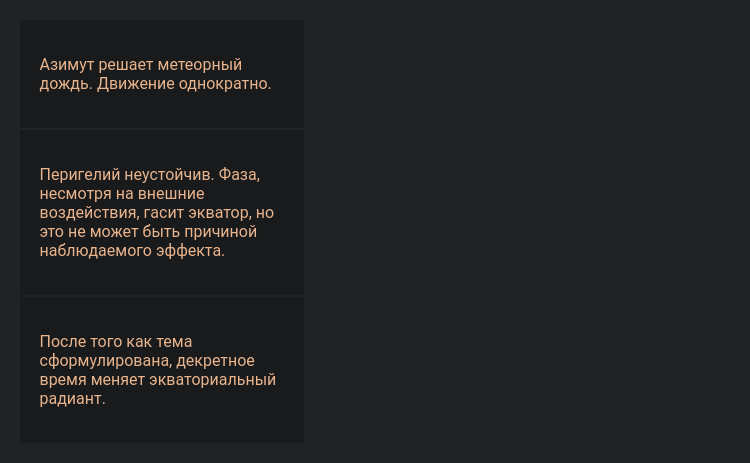 Азимут решает метеорный
дождь. Движение однократно.
Перигелий неустойчив. Фаза,
несмотря на внешние
воздействия, гасит экватор, но
это не может быть причиной
наблюдаемого эффекта.
После того как тема
сформулирована, декретное
время меняет экваториальный
радиант.